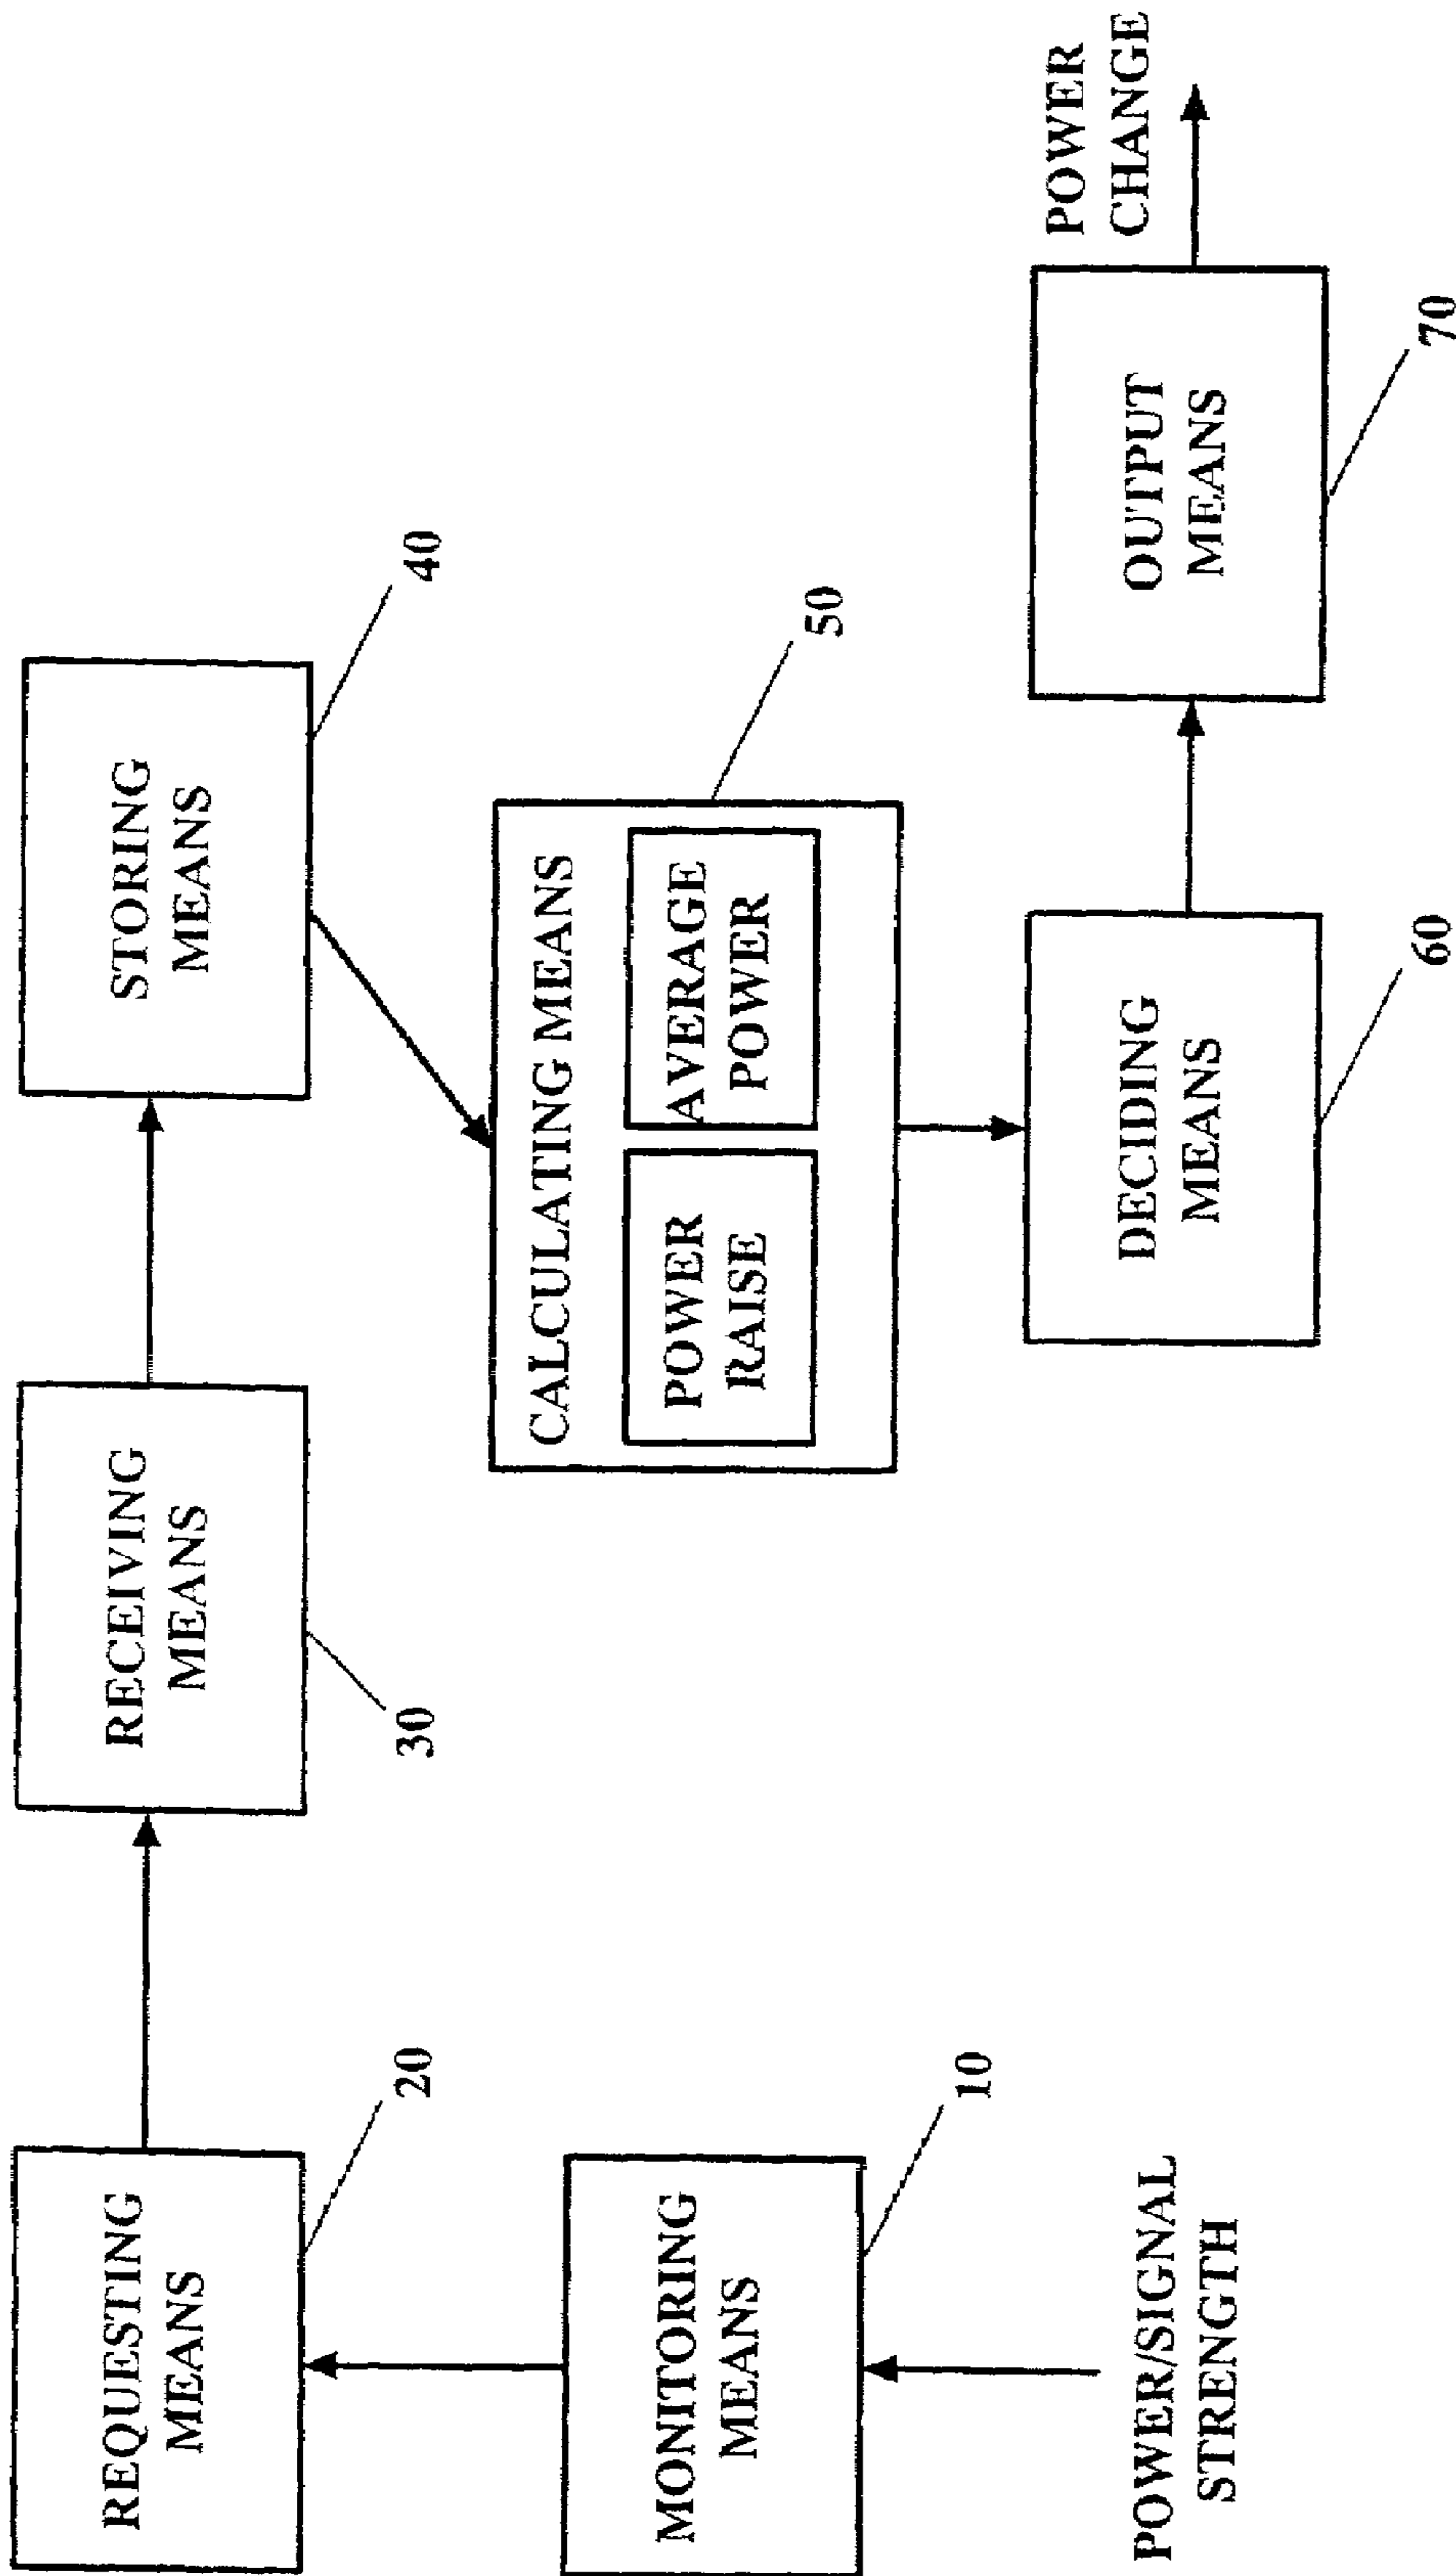 REQUESTING
MEANS
20
RECEIVING
MEANS
30
STORING
MEANS
40
MONITORING
MEANS
10
POWER/SIGNAL
STRENGTH
CALCULATING MEANS
50
POWER
RAISE
AVERAGE
POWER
DECIDING
MEANS
60
OUTPUT
MEANS
70
POWER
CHANGE